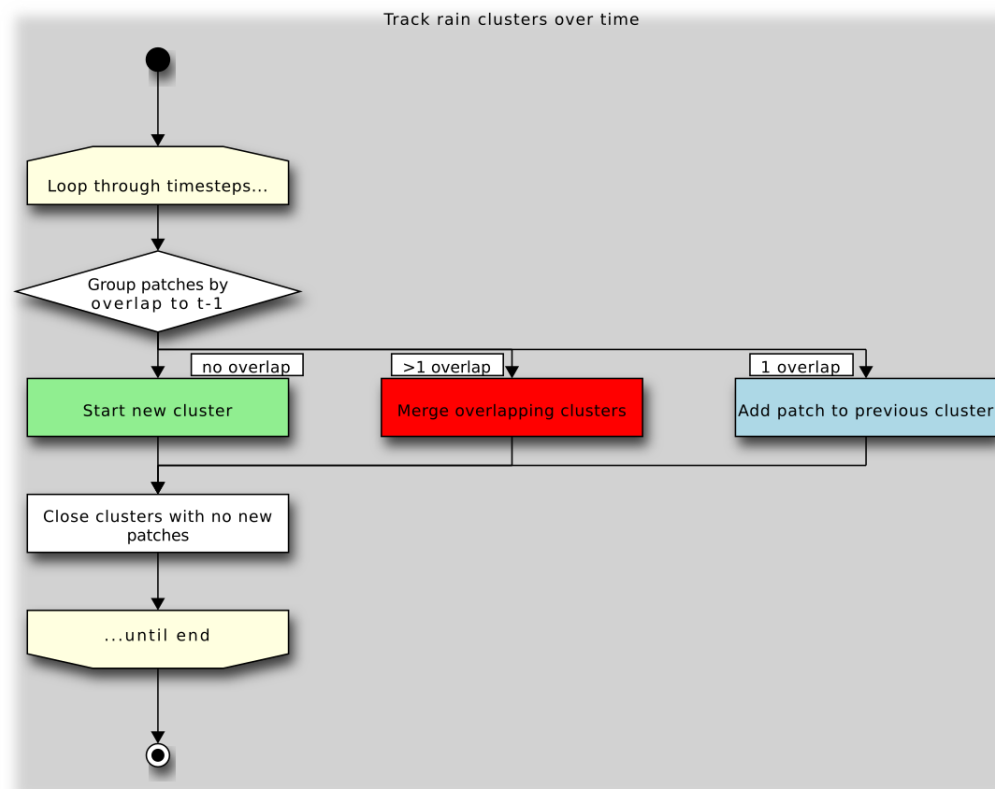 Track rain clusters over time
Loop through timesteps...
Group patches by
overlap to t-1
no overlap
>1 overlap
1 overlap
Start new cluster
Merge overlapping clusters
Add patch to previous cluster
Close clusters with no new
patches
...until end